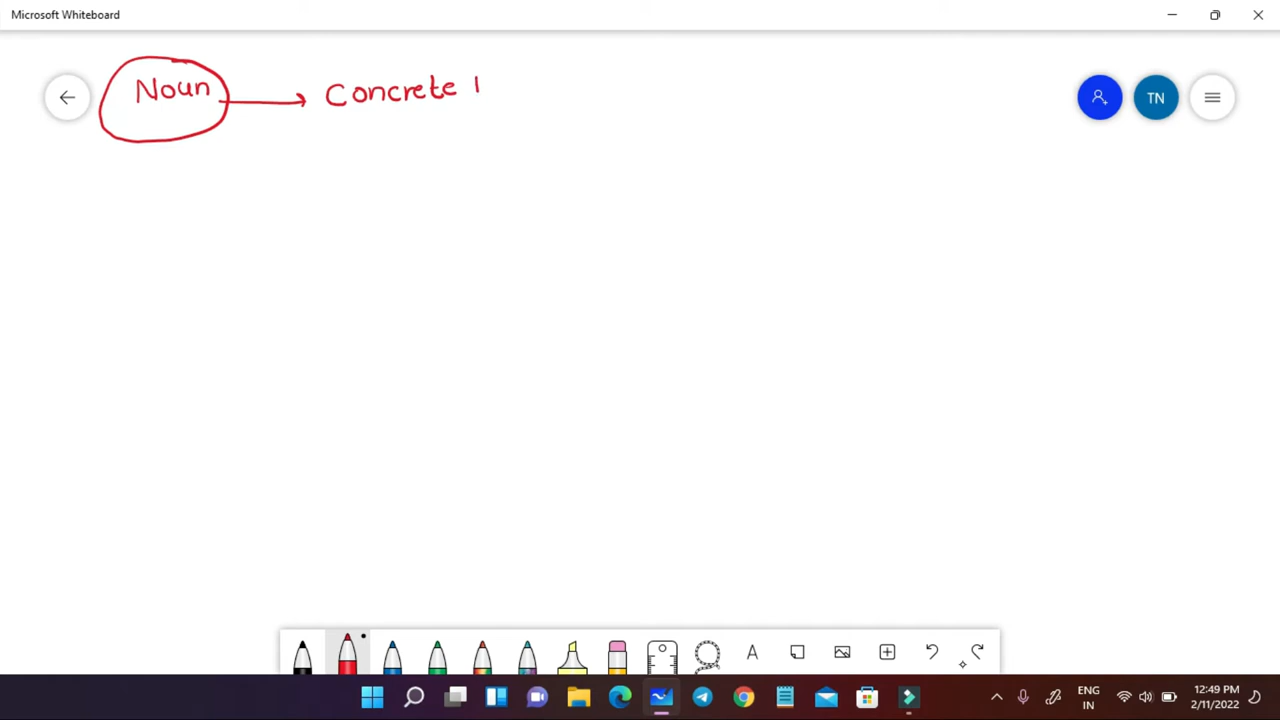 Microsoft Whiteboard
Noun → Concrete
TN
A
ENG
IN
12:49 PM
2/11/2022